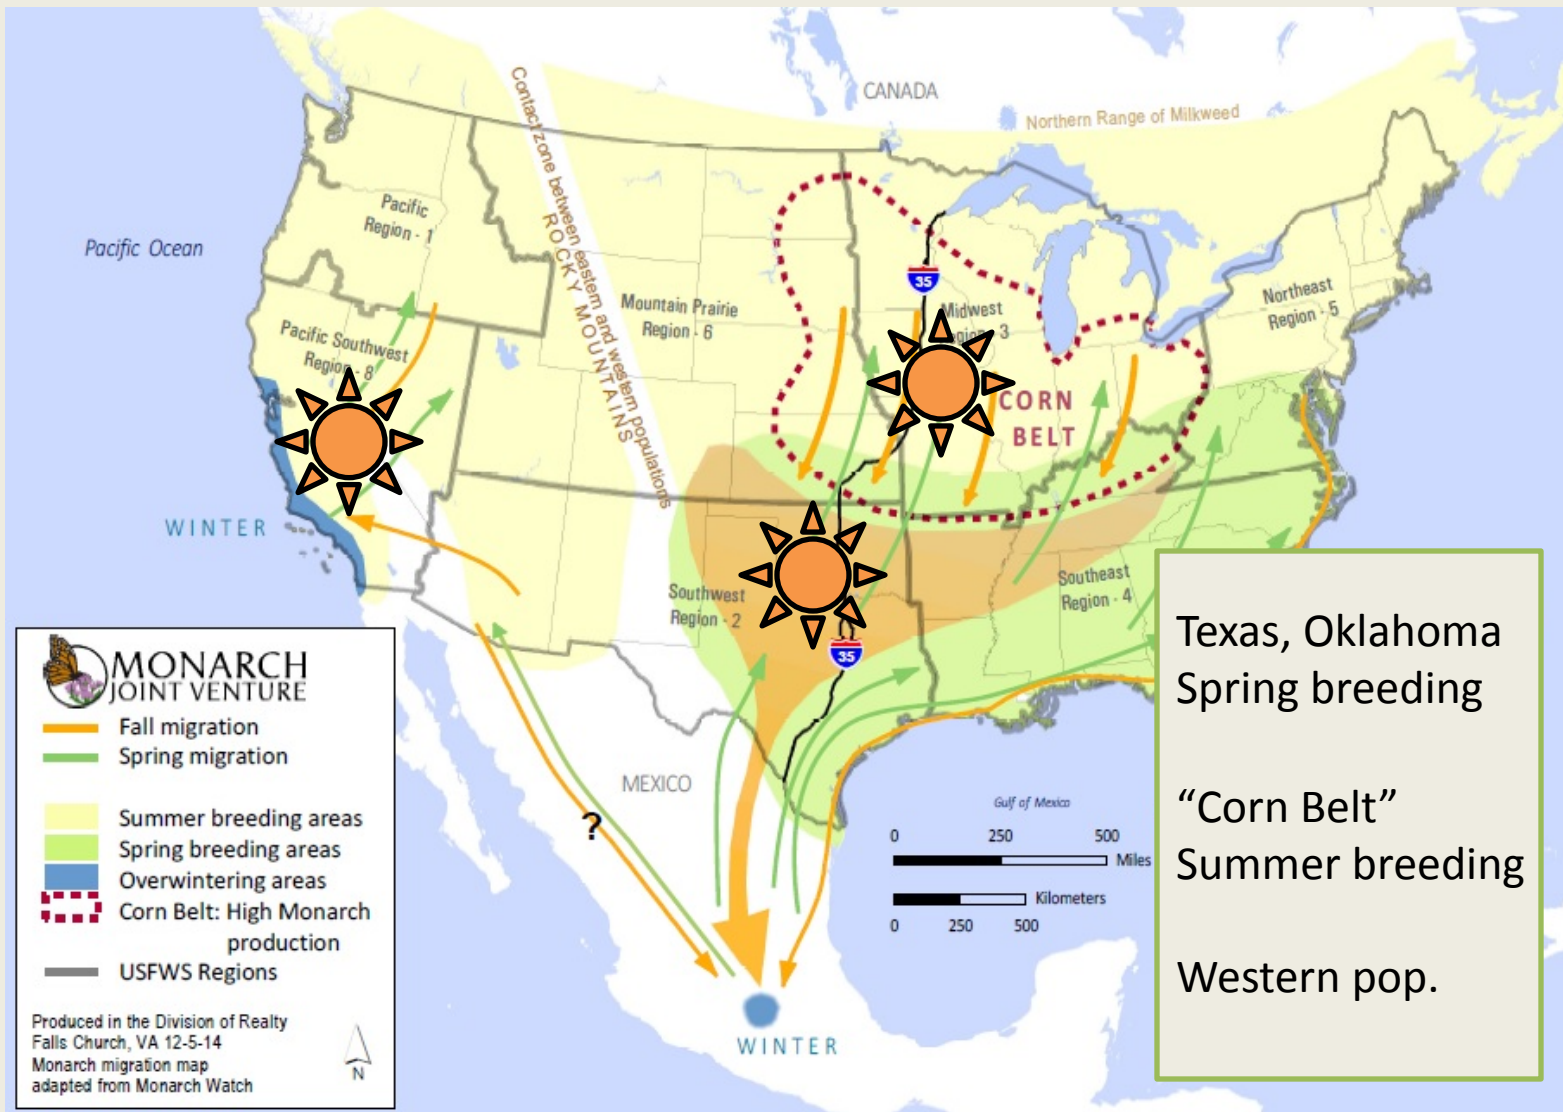 CANADA
Northern Range of Milkweed
Contact zone between eastern and western populations
ROCKY MOUNTAINS
Pacific
Region - 1
Pacific Ocean
35
Mountain Prairie
Region - 6
Midwest
Region - 3
Northeast
Region - 5
Pacific Southwest
Region - 8
CORN
BELT
WINTER
Southwest
Region - 2
Southeast
Region - 4
35
MONARCH
JOINT VENTURE
Fall migration
Spring migration
Summer breeding areas
Spring breeding areas
Overwintering areas
Corn Belt: High Monarch
production
USFWS Regions
Produced in the Division of Realty
Falls Church, VA 12-5-14
Monarch migration map
adapted from Monarch Watch
N
MEXICO
?
Gulf of Mexico
0 250 500
Miles
Kilometers
0 250 500
WINTER
Texas, Oklahoma
Spring breeding
“Corn Belt”
Summer breeding
Western pop.